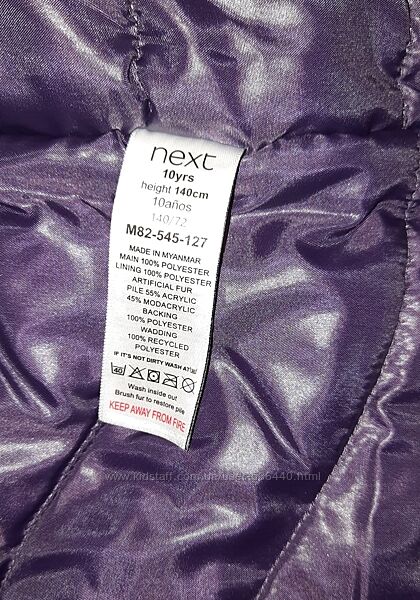 next
10yrs
height 140cm
10años
140/72
M82-545-127
MADE IN MYANMAR
MAIN 100% POLYESTER
LINING 100% POLYESTER
ARTIFICIAL FUR
PILE 55% ACRYLIC
45% MODACRYLIC
BACKING
100% POLYESTER
WADDING
100% RECYCLED
POLYESTER
IF IT'S NOT DIRTY WASH AT
40
Wash inside out
Brush fur to restore pile
KEEP AWAY FROM FIRE